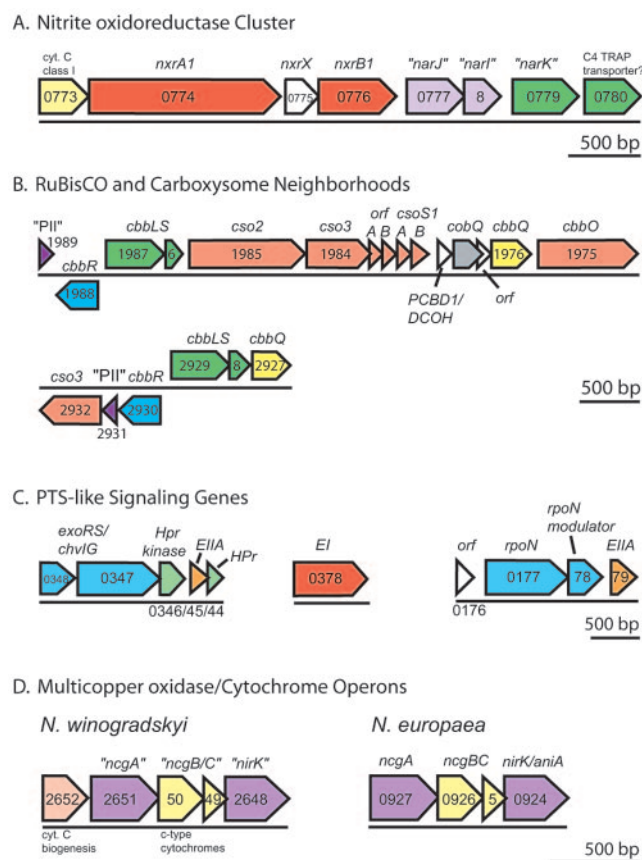 A. Nitrite oxidoreductase Cluster
cyt. C
class I
nxrA1
nxrX
nxrB1
"narJ"
"narI"
"narK"
C4 TRAP
transporter?
0773
0774
0775
0776
0777
8
0779
0780
500 bp
B. RuBisCO and Carboxysome Neighborhoods
"PII"
1989
cbbR
1988
cbbLS
1987
6
cso2
1985
cso3
1984
orf
A B
csoS1
A B
cobQ
cbbQ
1976
cbbO
1975
PCBD1/
DCOH
orf
cbbLS
cbbQ
2929
8
2927
cso3
"PII"
cbbR
2932
2930
2931
500 bp
C. PTS-like Signaling Genes
exoRS/
chvIG
Hpr
kinase
EIIA
HPr
0348
0347
0346/45/44
EI
0378
orf
rpoN
rpoN
modulator
EIIA
0177
78
79
0176
500 bp
D. Multicopper oxidase/Cytochrome Operons
N. winogradskyi
N. europaea
"ncgA"
"ncgB/C"
"nirK"
2652
2651
50
49
2648
cyt. C
biogenesis
c-type
cytochromes
ncgA
ncgBC
nirK/aniA
0927
0926
5
0924
500 bp